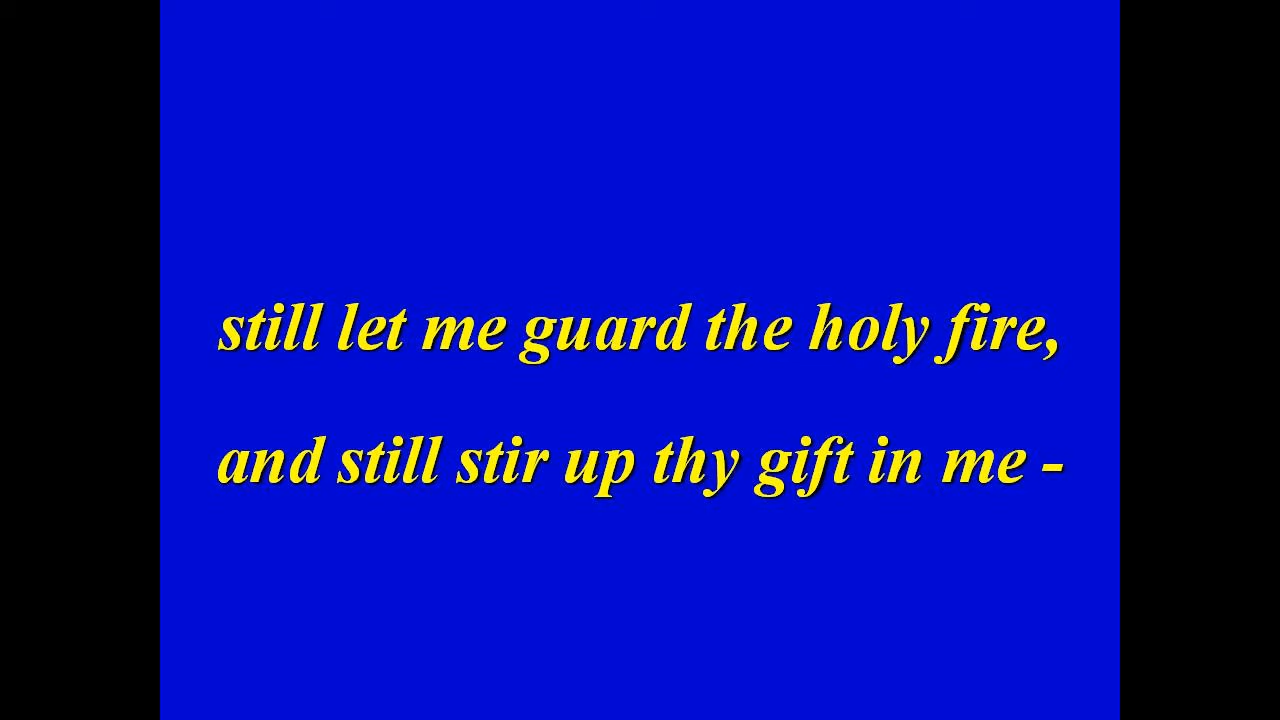 still let me guard the holy fire,
and still stir up thy gift in me -